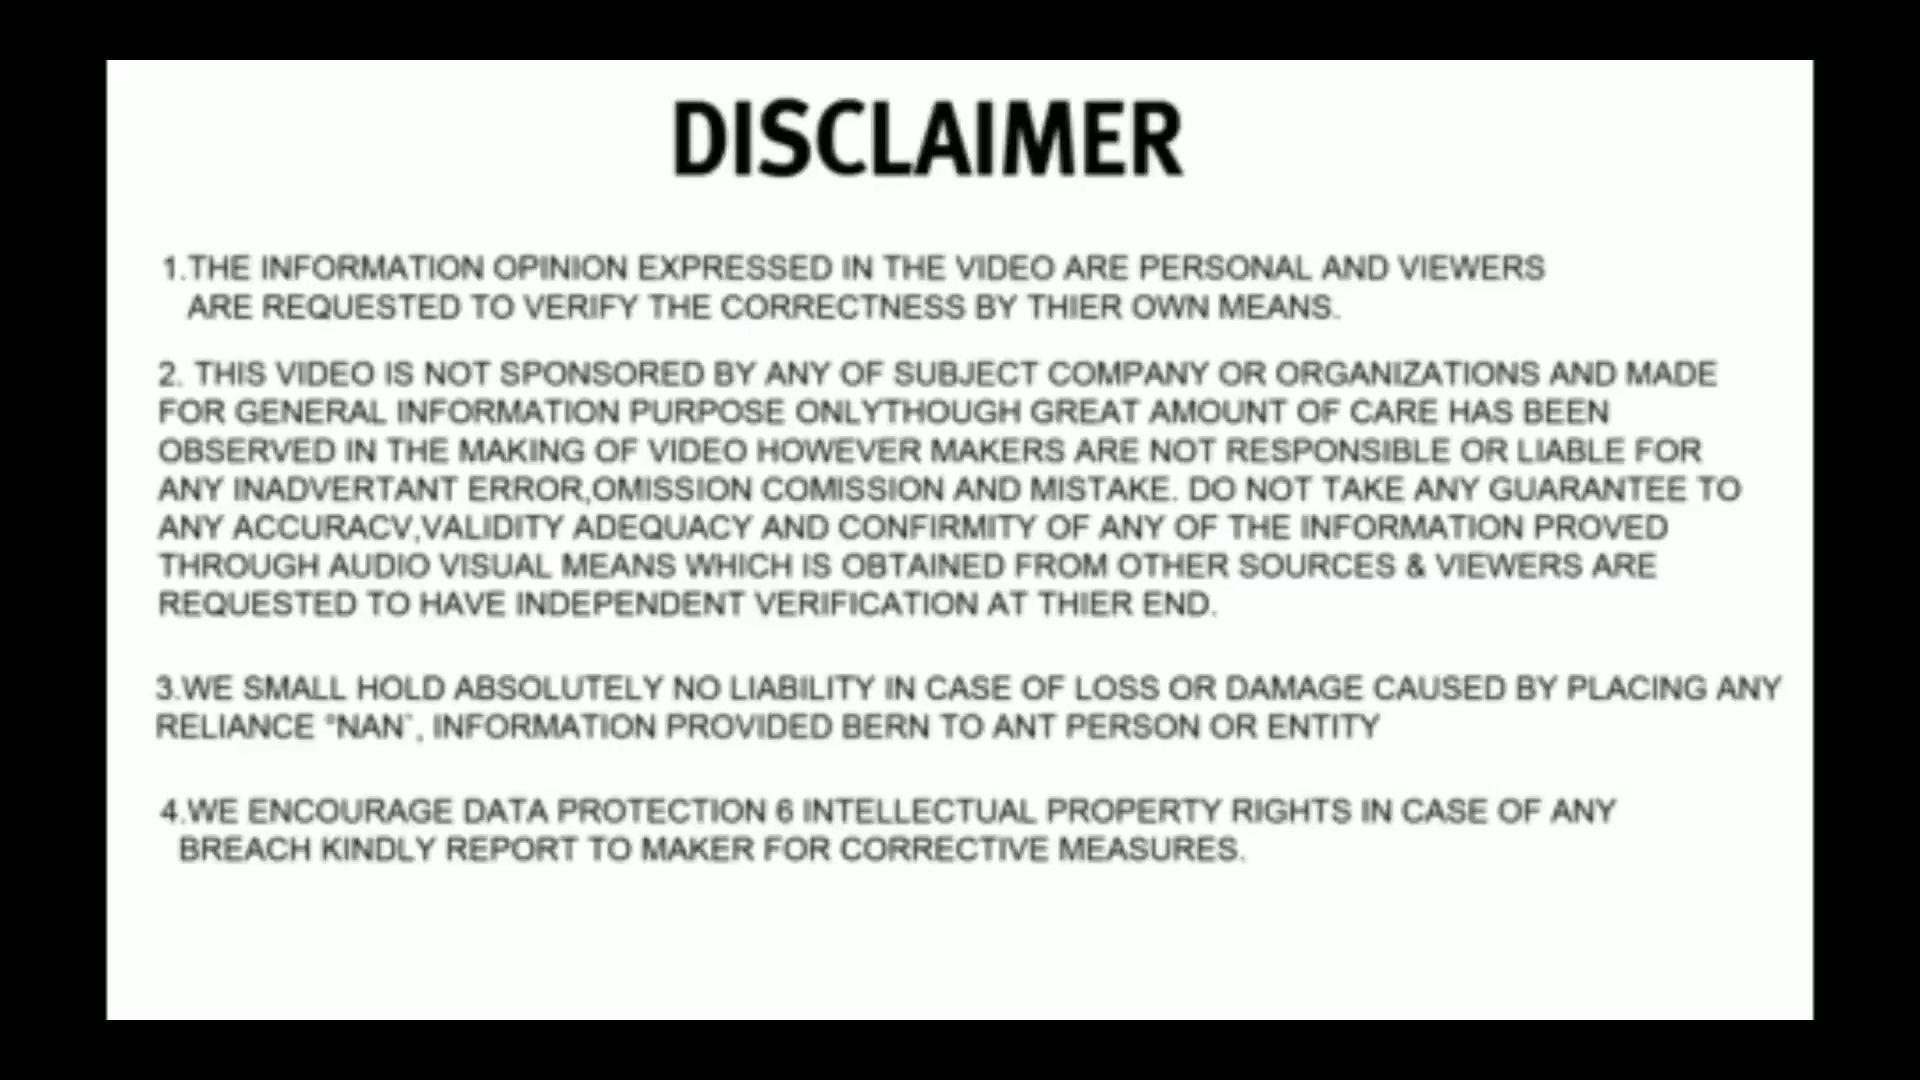 DISCLAIMER
1.THE INFORMATION OPINION EXPRESSED IN THE VIDEO ARE PERSONAL AND VIEWERS
ARE REQUESTED TO VERIFY THE CORRECTNESS BY THIER OWN MEANS.
2. THIS VIDEO IS NOT SPONSORED BY ANY OF SUBJECT COMPANY OR ORGANIZATIONS AND MADE
FOR GENERAL INFORMATION PURPOSE ONLYTHOUGH GREAT AMOUNT OF CARE HAS BEEN
OBSERVED IN THE MAKING OF VIDEO HOWEVER MAKERS ARE NOT RESPONSIBLE OR LIABLE FOR
ANY INADVERTANT ERROR,OMISSION COMISSION AND MISTAKE. DO NOT TAKE ANY GUARANTEE TO
ANY ACCURACV,VALIDITY ADEQUACY AND CONFIRMITY OF ANY OF THE INFORMATION PROVED
THROUGH AUDIO VISUAL MEANS WHICH IS OBTAINED FROM OTHER SOURCES & VIEWERS ARE
REQUESTED TO HAVE INDEPENDENT VERIFICATION AT THIER END.
3.WE SMALL HOLD ABSOLUTELY NO LIABILITY IN CASE OF LOSS OR DAMAGE CAUSED BY PLACING ANY
RELIANCE °NAN`, INFORMATION PROVIDED BERN TO ANT PERSON OR ENTITY
4.WE ENCOURAGE DATA PROTECTION 6 INTELLECTUAL PROPERTY RIGHTS IN CASE OF ANY
BREACH KINDLY REPORT TO MAKER FOR CORRECTIVE MEASURES.